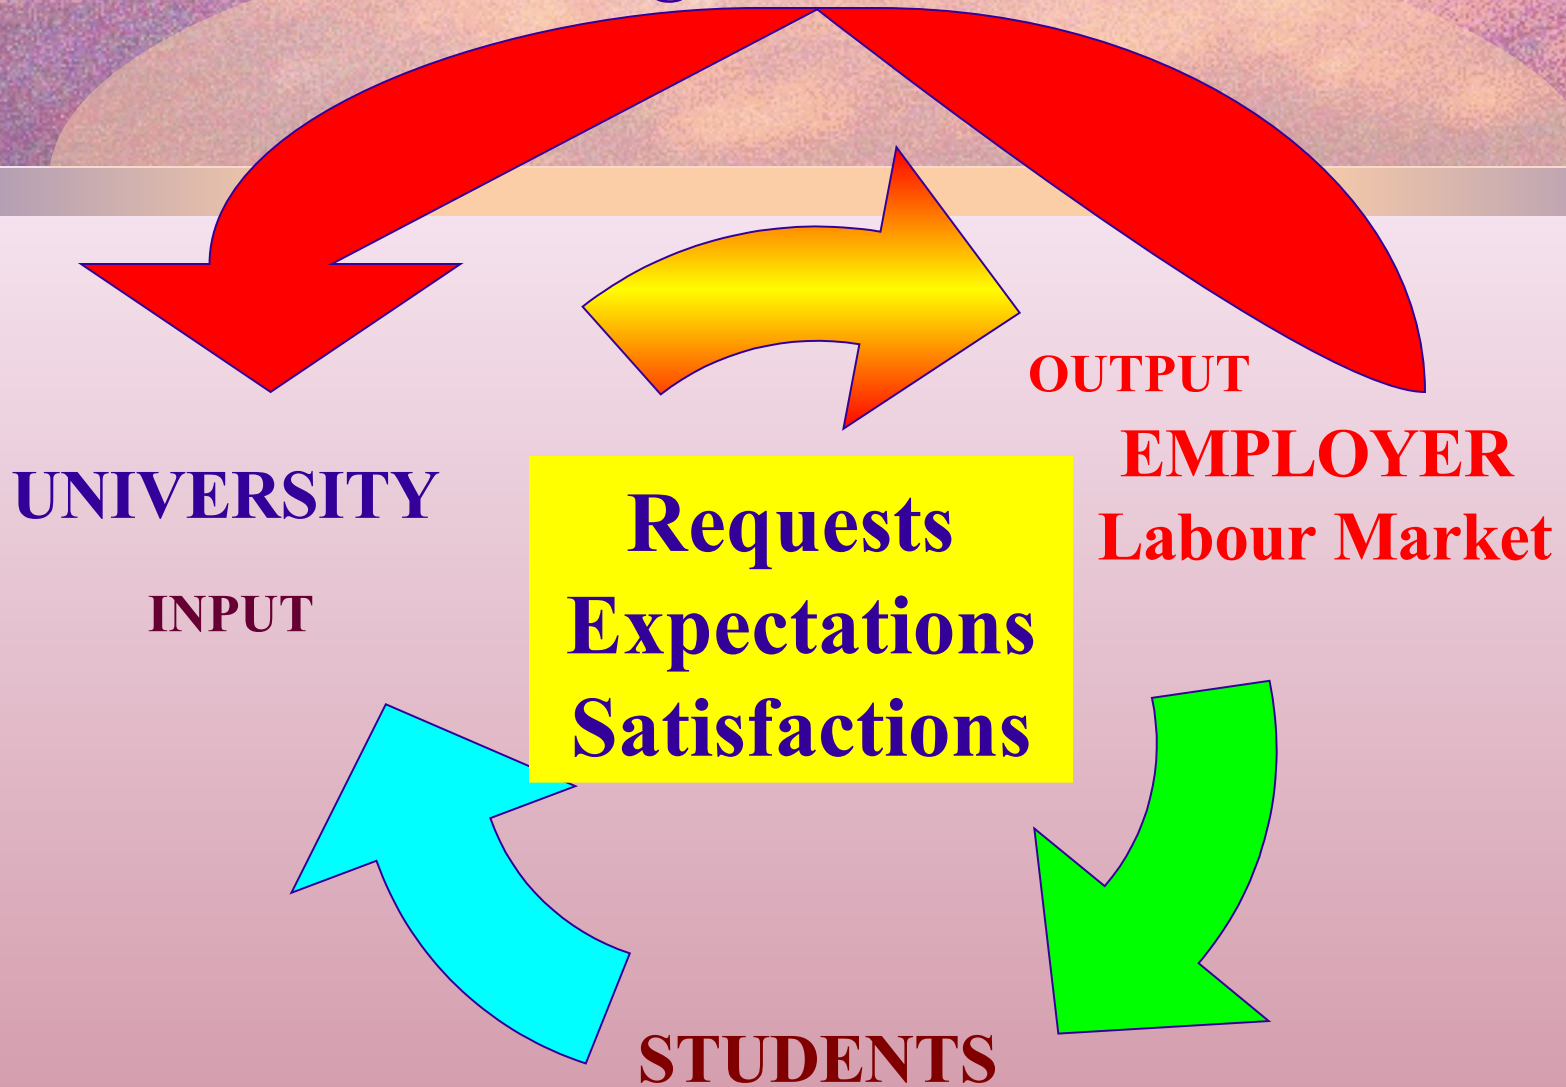 OUTPUT
EMPLOYER
Labour Market
UNIVERSITY
INPUT
Requests
Expectations
Satisfactions
STUDENTS